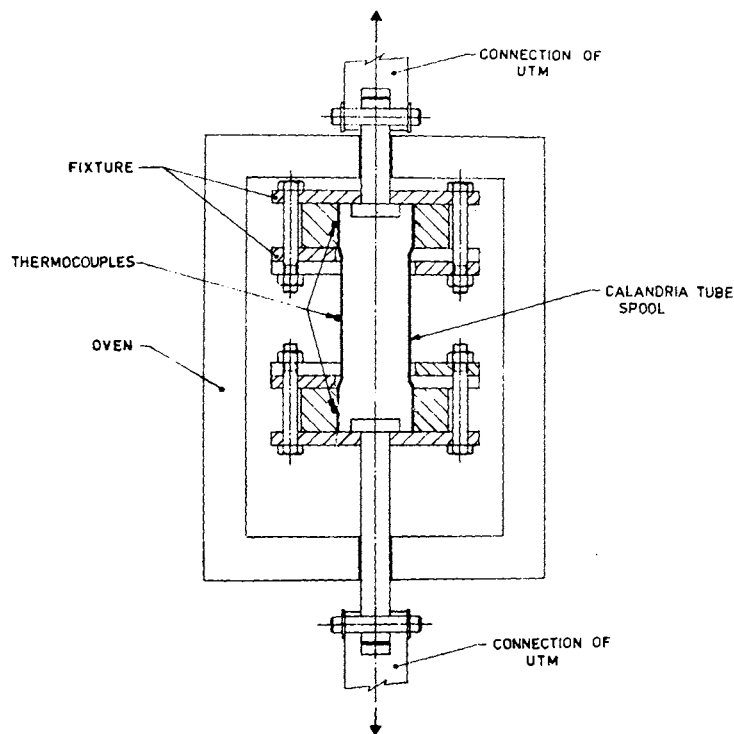 CONNECTION OF
UTM
FIXTURE
THERMOCOUPLES
CALANDRIA TUBE
SPOOL
OVEN
CONNECTION OF
UTM